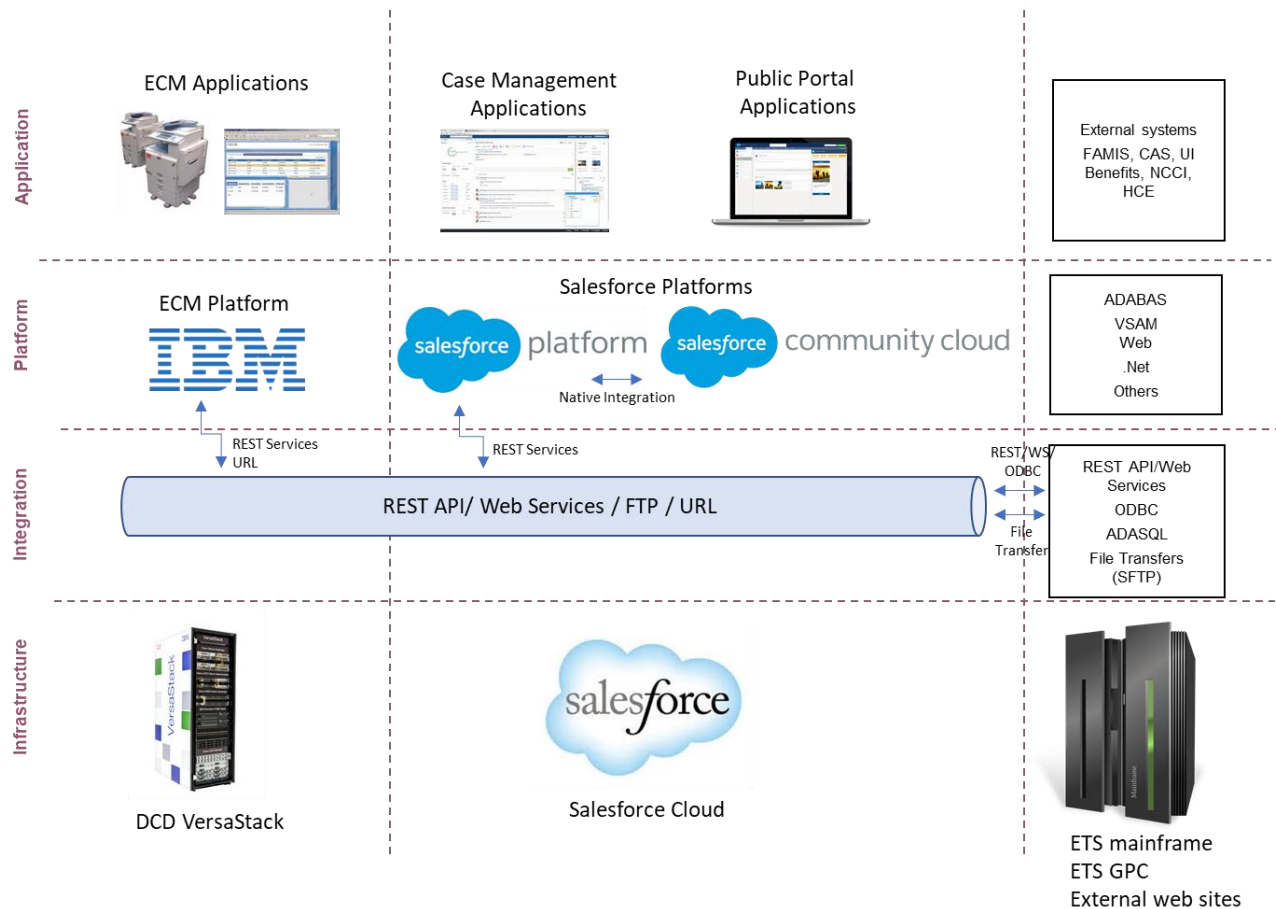 Application
ECM Applications
Case Management
Applications
Public Portal
Applications
External systems
FAMIS, CAS, UI
Benefits, NCCI,
HCE
Platform
ECM Platform
IBM
Salesforce Platforms
salesforce platform
salesforce community cloud
Native Integration
ADABAS
VSAM
Web
.Net
Others
Integration
REST Services
URL
REST Services
REST API/ Web Services / FTP / URL
REST/WS/
ODBC
File
Transfer
REST API/Web
Services
ODBC
ADASQL
File Transfers
(SFTP)
Infrastructure
VersaStack
VersaStack
DCD VersaStack
salesforce
Salesforce Cloud
Mainframe
ETS mainframe
ETS GPC
External web sites